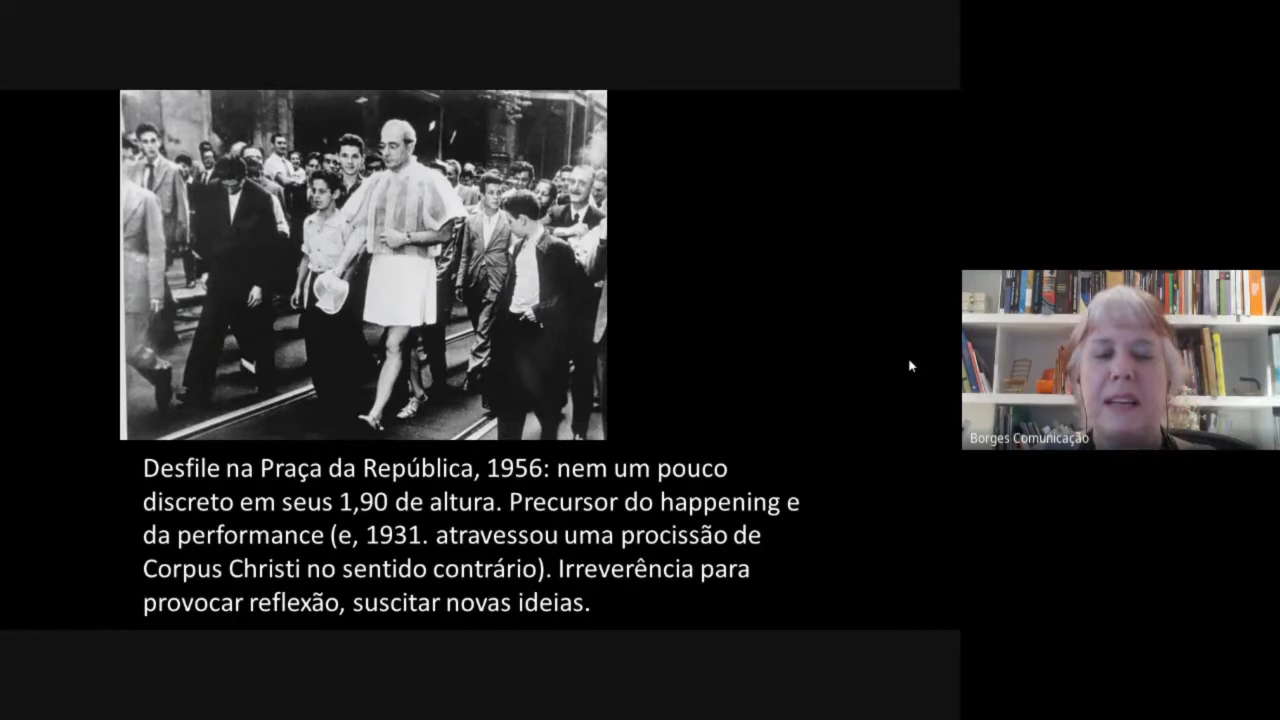 Desfile na Praça da República, 1956: nem um pouco
discreto em seus 1,90 de altura. Precursor do happening e
da performance (e, 1931. atravessou uma procissão de
Corpus Christi no sentido contrário). Irreverência para
provocar reflexão, suscitar novas ideias.
Borges Comunicação